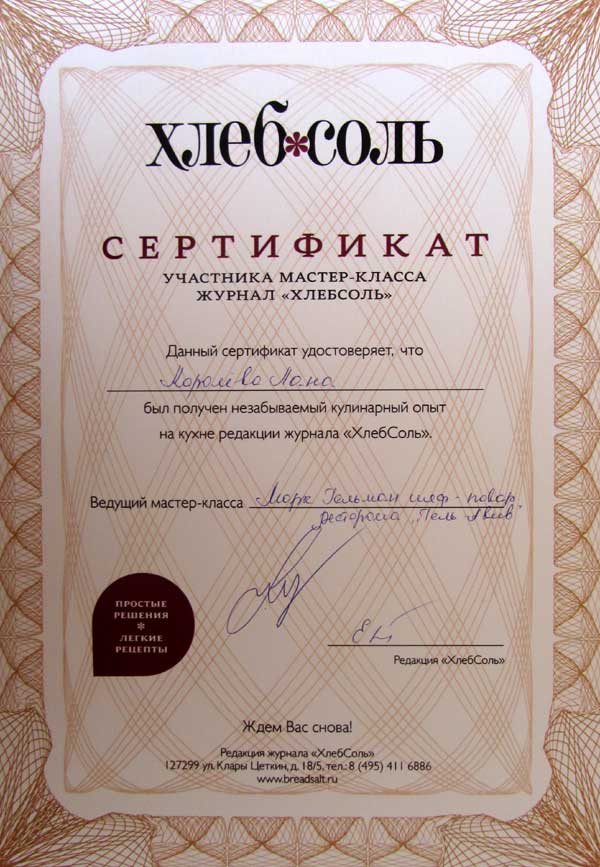 хлеб*соль
СЕРТИФИКАТ
УЧАСТНИКА МАСТЕР-КЛАССА
ЖУРНАЛ «ХЛЕБСОЛЬ»
Данный сертификат удостоверяет, что
Королёва Лана
был получен незабываемый кулинарный опыт
на кухне редакции журнала «ХлебСоль».
Ведущий мастер-класса Марк Гельман шеф-повар
ресторана „Тель-Авив"
ПРОСТЫЕ
РЕШЕНИЯ
*
ЛЕГКИЕ
РЕЦЕПТЫ
Редакция «ХлебСоль»
Ждем Вас снова!
Редакция журнала «ХлебСоль»
127299 ул. Клары Цеткин, д. 18/5, тел.: 8 (495) 411 6886
www.breadsalt.ru